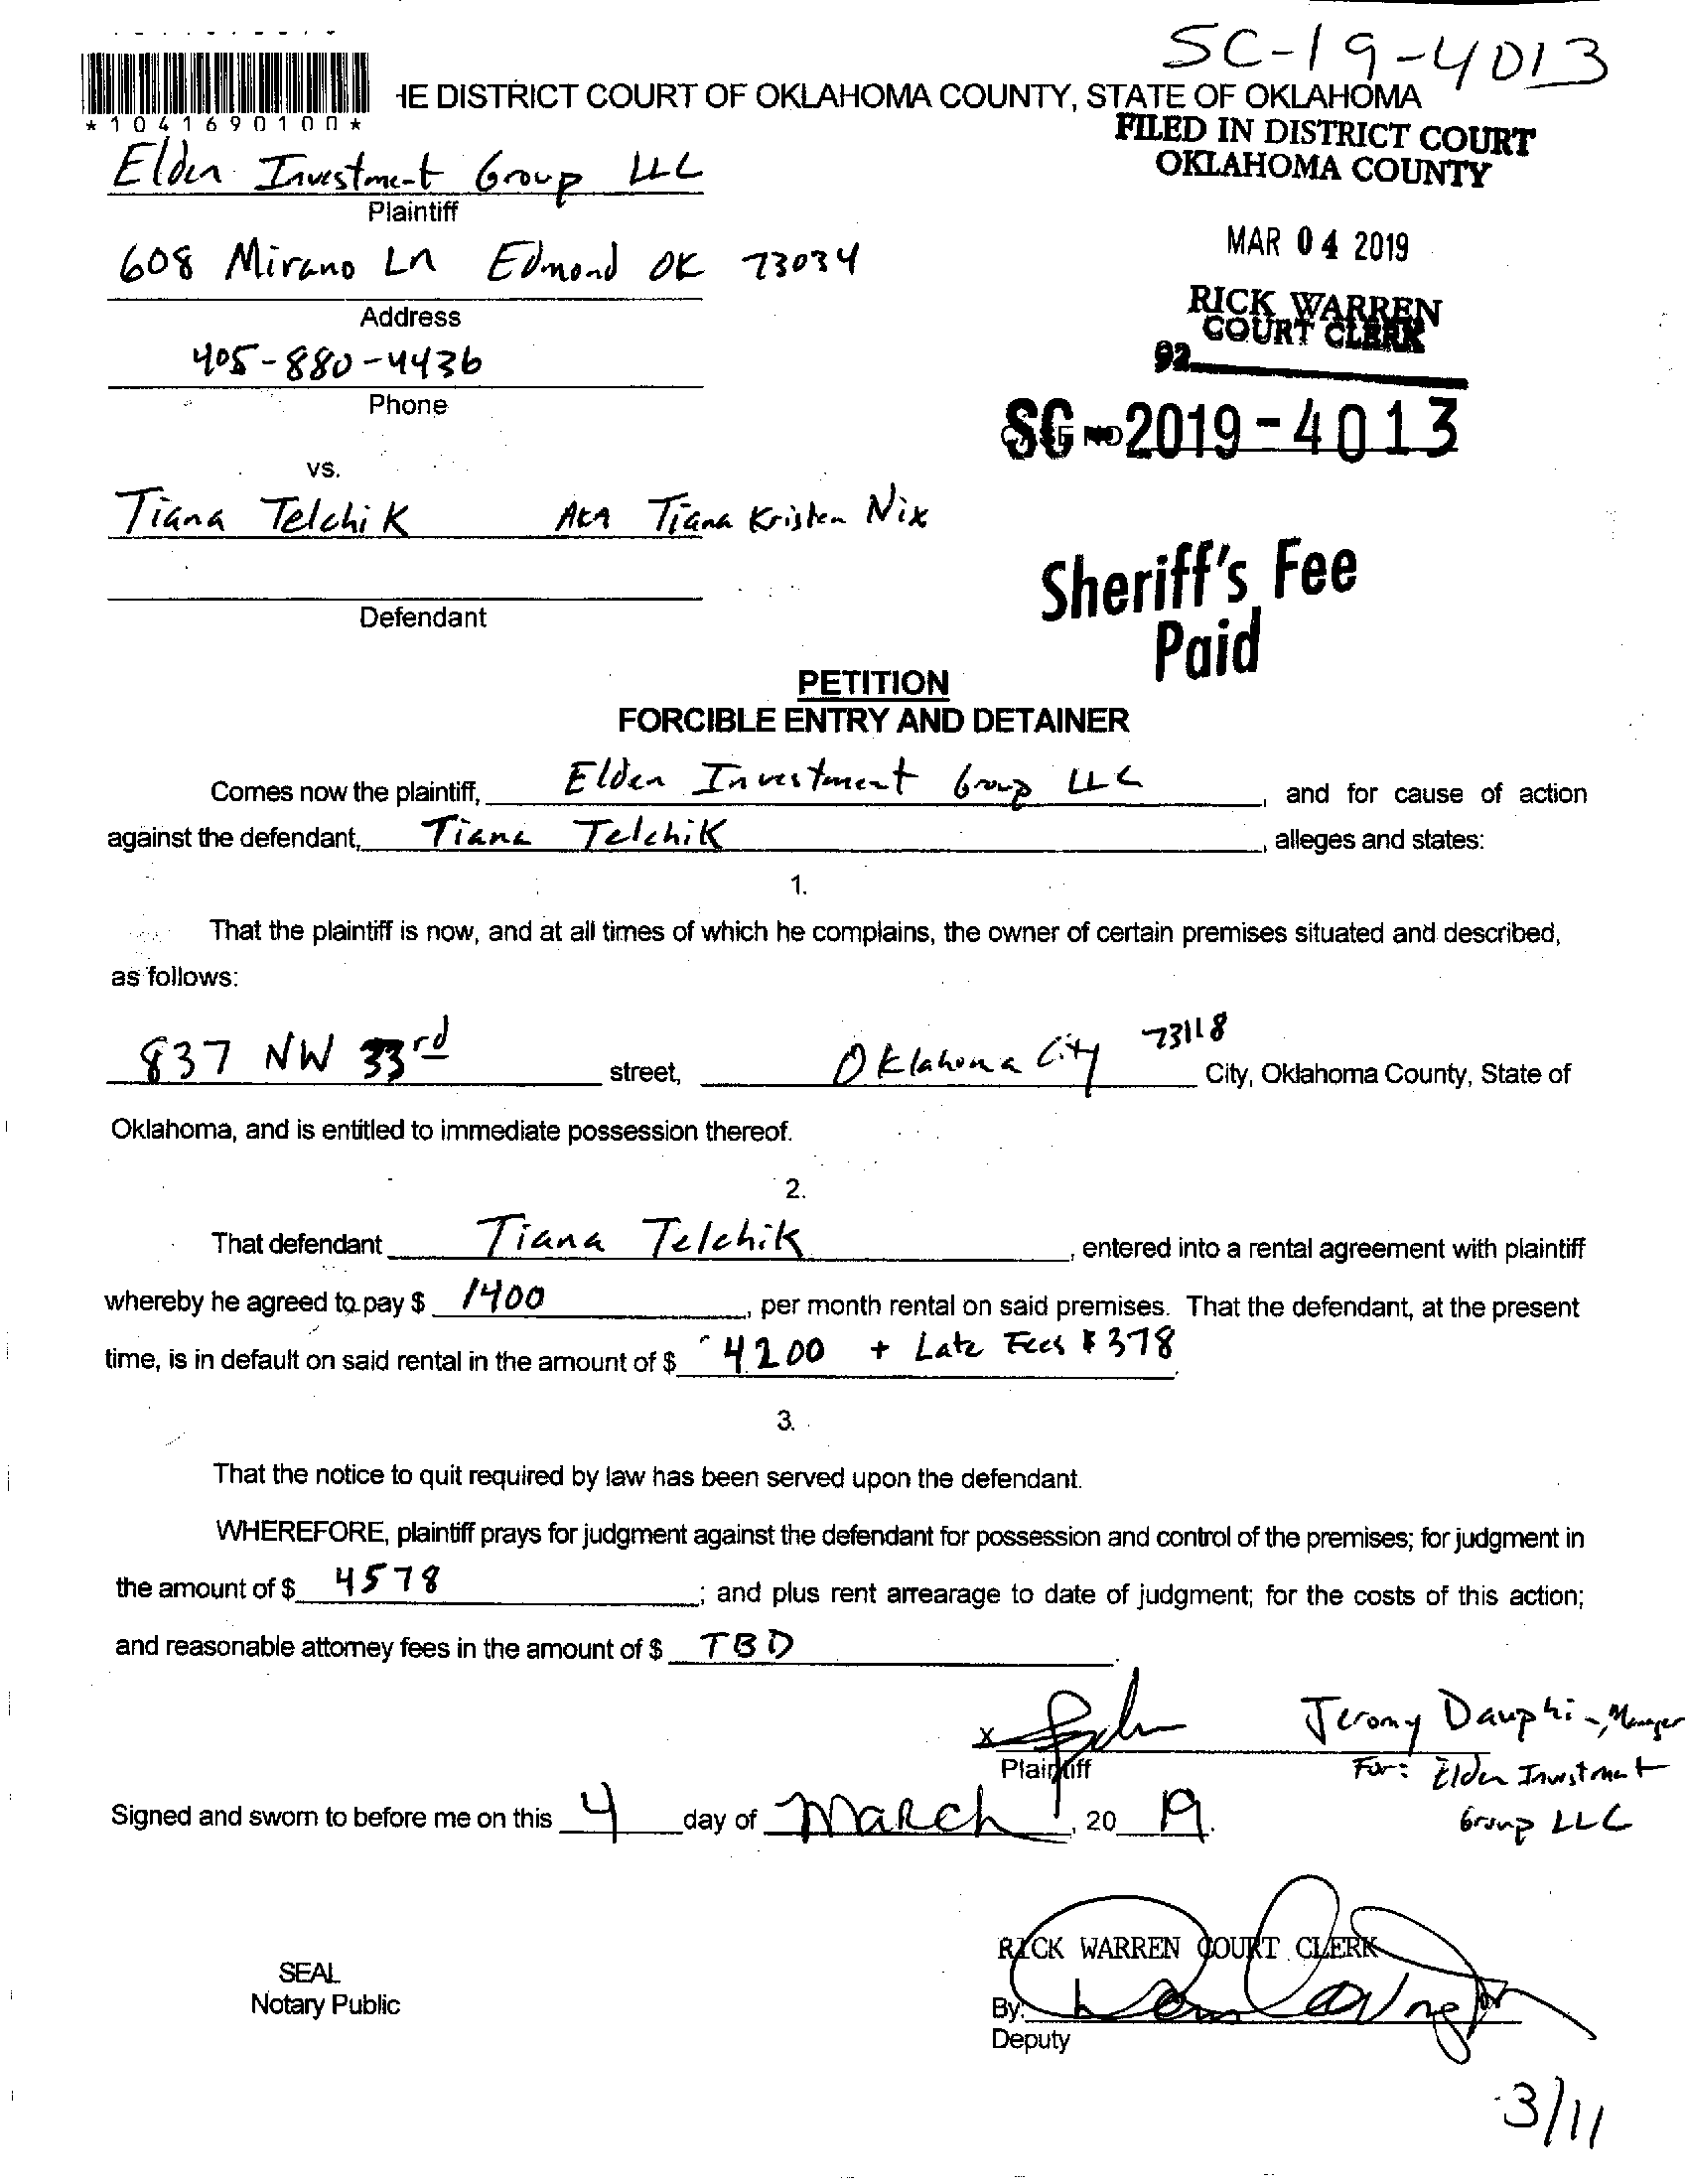 SC-19-4013
*1041690100*
HE DISTRICT COURT OF OKLAHOMA COUNTY, STATE OF OKLAHOMA
FILED IN DISTRICT COURT
OKLAHOMA COUNTY
Elden Investment Group LLC
Plaintiff
608 Mirano Ln Edmond OK 73034
MAR 04 2019
Address
RICK WARREN
COURT CLERK
92
405-880-4436
Phone
SC-2019-4013
vs.
Tiana Telchik AKA Tiana Kristen Nix
Defendant
Sheriff's Fee
Paid
PETITION
FORCIBLE ENTRY AND DETAINER
Comes now the plaintiff, Elden Investment Group LLC, and for cause of action
against the defendant, Tiana Telchik, alleges and states:
1.
That the plaintiff is now, and at all times of which he complains, the owner of certain premises situated and described,
as follows:
837 NW 33rd street, Oklahoma City 73118 City, Oklahoma County, State of
Oklahoma, and is entitled to immediate possession thereof.
2.
That defendant Tiana Telchik, entered into a rental agreement with plaintiff
whereby he agreed to pay $ 1400, per month rental on said premises. That the defendant, at the present
time, is in default on said rental in the amount of $ 4200 + Late Fees $378.
3.
That the notice to quit required by law has been served upon the defendant.
WHEREFORE, plaintiff prays for judgment against the defendant for possession and control of the premises; for judgment in
the amount of $ 4578; and plus rent arrearage to date of judgment; for the costs of this action;
and reasonable attorney fees in the amount of $ TBD.
x Jeromy Dauphin, Manager
Plaintiff For: Elden Investment
Group LLC
Signed and sworn to before me on this 4 day of March, 2019.
RICK WARREN COURT CLERK
SEAL
Notary Public
By:
Deputy
3/11